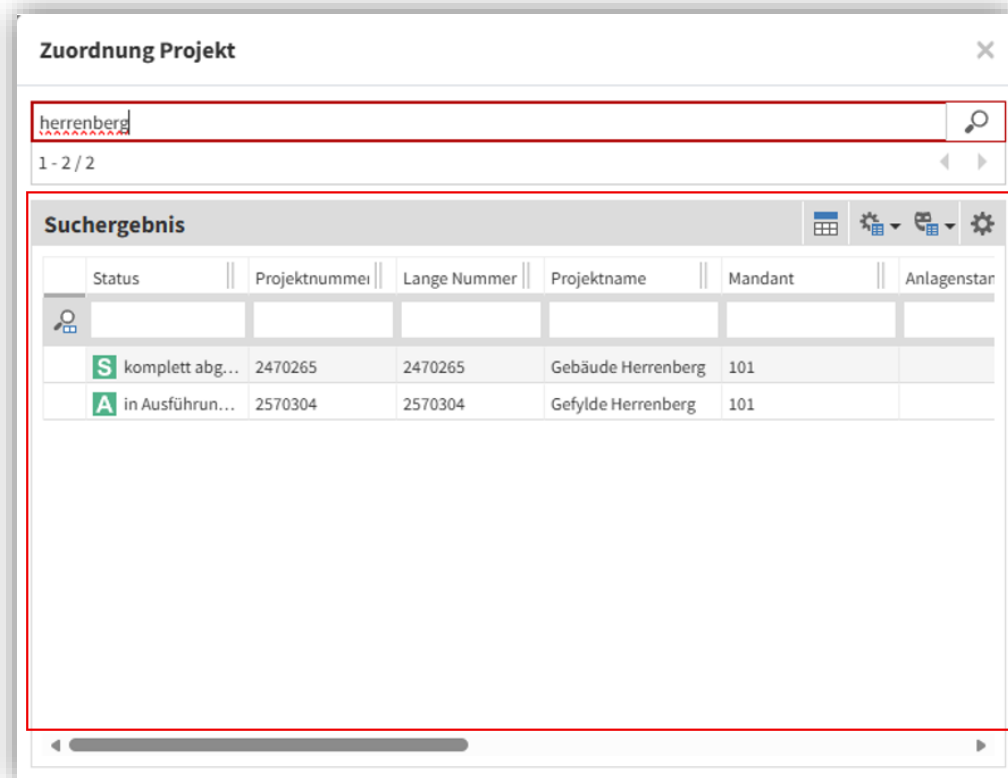 Zuordnung Projekt
herrenberg
1 - 2 / 2
Suchergebnis
Status Projektnummer Lange Nummer Projektname Mandant Anlagenstan
S komplett abg... 2470265 2470265 Gebäude Herrenberg 101
A in Ausführun... 2570304 2570304 Gefylde Herrenberg 101